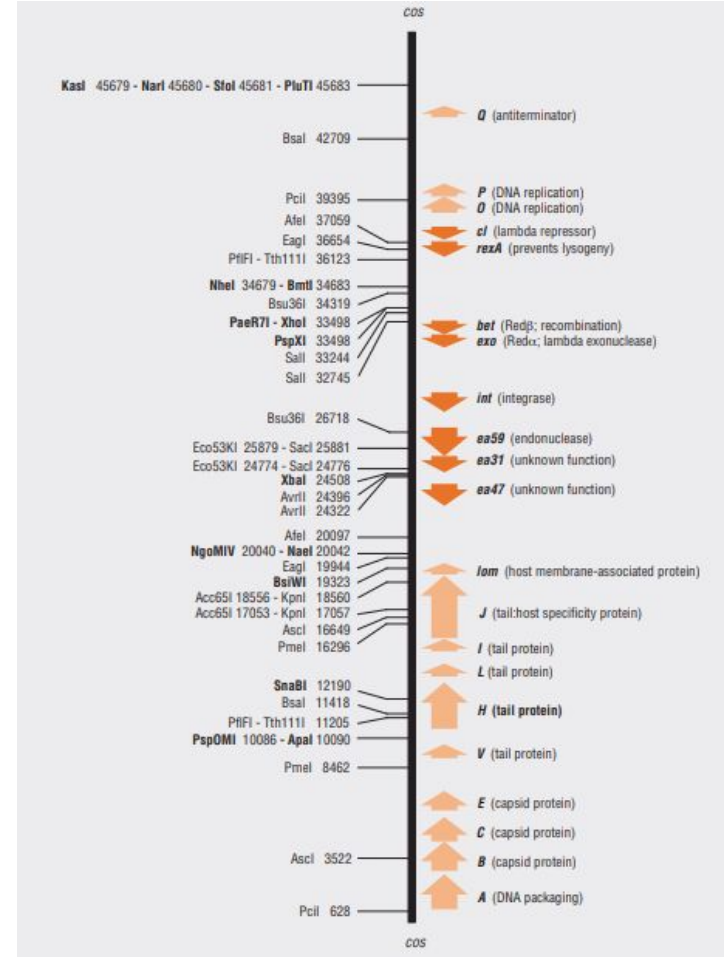 cos
KasI 45679 - NarI 45680 - SfoI 45681 - PluTI 45683
Q (antiterminator)
BsaI 42709
PciI 39395
P (DNA replication)
O (DNA replication)
AfeI 37059
cI (lambda repressor)
EagI 36654
rexA (prevents lysogeny)
PflFI - Tth111I 36123
NheI 34679 - BmtI 34683
Bsu36I 34319
PaeR7I - XhoI 33498
bet (Redβ; recombination)
PspXI 33498
exo (Redα; lambda exonuclease)
SalI 33244
SalI 32745
int (integrase)
Bsu36I 26718
ea59 (endonuclease)
Eco53KI 25879 - SacI 25881
ea31 (unknown function)
Eco53KI 24774 - SacI 24776
XbaI 24508
ea47 (unknown function)
AvrII 24396
AvrII 24322
AfeI 20097
NgoMIV 20040 - NaeI 20042
EagI 19944
lom (host membrane-associated protein)
BsiWI 19323
Acc65I 18556 - KpnI 18560
Acc65I 17053 - KpnI 17057
J (tail:host specificity protein)
AscI 16649
PmeI 16296
I (tail protein)
L (tail protein)
SnaBI 12190
BsaI 11418
H (tail protein)
PflFI - Tth111I 11205
PspOMI 10086 - ApaI 10090
V (tail protein)
PmeI 8462
E (capsid protein)
C (capsid protein)
AscI 3522
B (capsid protein)
A (DNA packaging)
PciI 628
cos